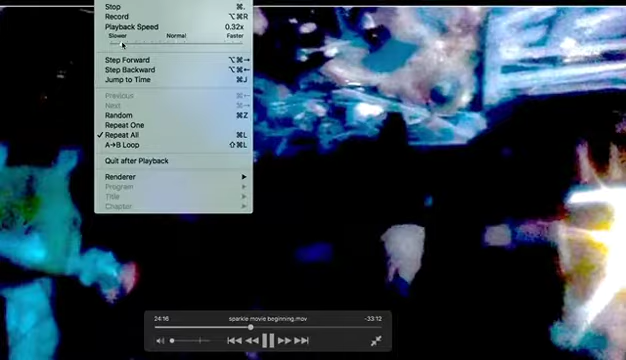 Stop ⌘.
Record ⌥⌘R
Playback Speed 0.32x
Slower Normal Faster
Step Forward ⌥⌘→
Step Backward ⌥⌘←
Jump to Time ⌘J
Previous ⌘←
Next ⌘→
Random ⌘Z
Repeat One
✓ Repeat All ⌘L
A→B Loop ⇧⌘L
Quit after Playback
Renderer ▶
Program ▶
Title ▶
Chapter ▶
24:16 sparkle movie beginning.mov -33:12